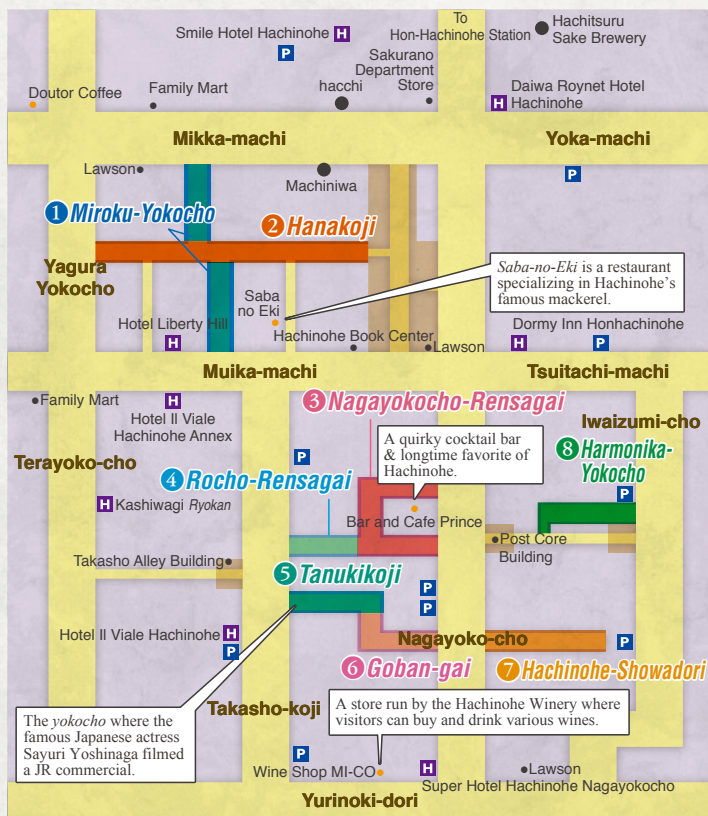 To
Hon-Hachinohe Station
Hachitsuru
Sake Brewery
Smile Hotel Hachinohe H
P
Sakurano
Department
Store
Doutor Coffee
Family Mart
hacchi
H Daiwa Roynet Hotel
Hachinohe
Mikka-machi
Yoka-machi
Lawson
Machiniwa
P
1 Miroku-Yokocho
2 Hanakoji
Yagura
Yokocho
Saba
no Eki
Saba-no-Eki is a restaurant
specializing in Hachinohe's
famous mackerel.
Hotel Liberty Hill
H
Hachinohe Book Center
Lawson
Dormy Inn Honhachinohe
H
P
Muika-machi
Tsuitachi-machi
Family Mart
H
Hotel Il Viale
Hachinohe Annex
3 Nagayokocho-Rensagai
Iwaizumi-cho
A quirky cocktail bar
& longtime favorite of
Hachinohe.
8 Harmonika-
Yokocho
Terayoko-cho
P
4 Rocho-Rensagai
P
H Kashiwagi Ryokan
Bar and Cafe Prince
Post Core
Building
Takasho Alley Building
5 Tanukikoji
P
P
Hotel Il Viale Hachinohe H
P
Nagayoko-cho
P
6 Goban-gai
7 Hachinohe-Showadori
Takasho-koji
The yokocho where the
famous Japanese actress
Sayuri Yoshinaga filmed
a JR commercial.
A store run by the Hachinohe Winery where
visitors can buy and drink various wines.
P
Wine Shop MI-CO
H
Super Hotel Hachinohe Nagayokocho
Lawson
Yurinoki-dori